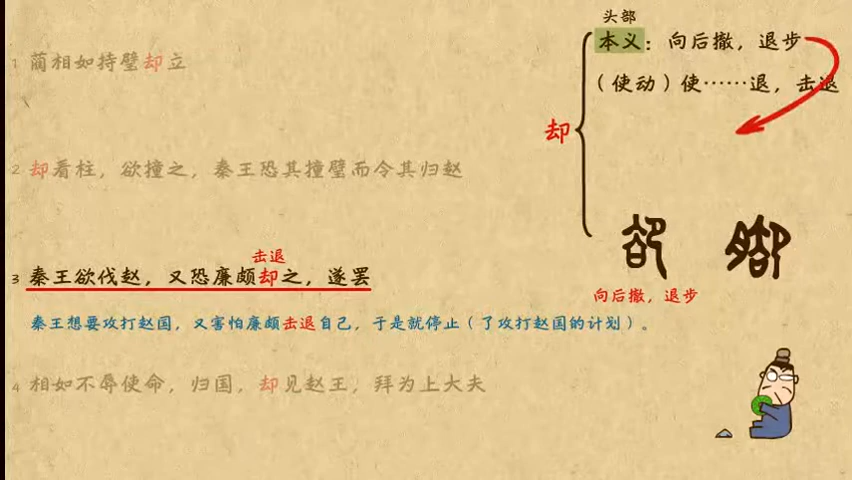 1 蔺相如持璧却立
2 却看柱，欲撞之，秦王恐其撞璧而令其归赵
击退
3 秦王欲伐赵，又恐廉颇却之，遂罢
秦王想要攻打赵国，又害怕廉颇击退自己，于是就停止（了攻打赵国的计划）。
4 相如不辱使命，归国，却见赵王，拜为上大夫
头部
却
本义：向后撤，退步
（使动）使……退，击退
向后撤，退步